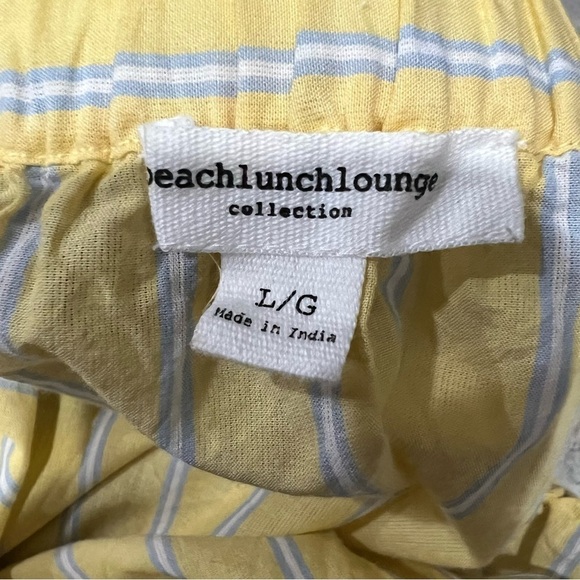 beachlunchlounge
collection
L/G
Made in India